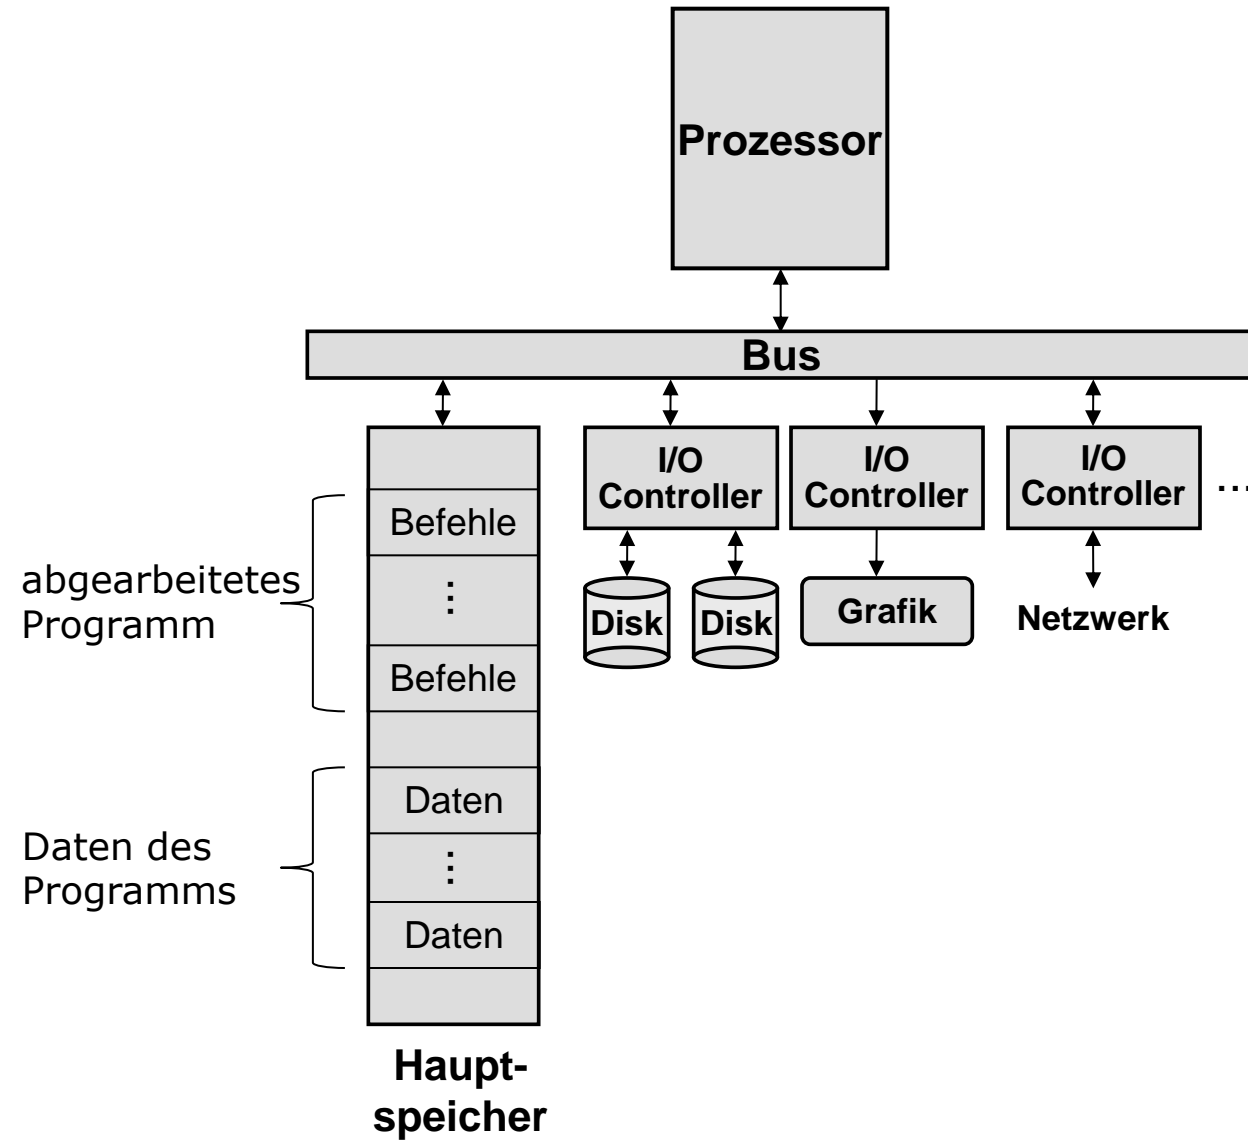 Prozessor
Bus
I/O
Controller
I/O
Controller
I/O
Controller
...
Disk
Disk
Grafik
Netzwerk
abgearbeitetes
Programm
Befehle
⋮
Befehle
Daten des
Programms
Daten
⋮
Daten
Haupt-
speicher